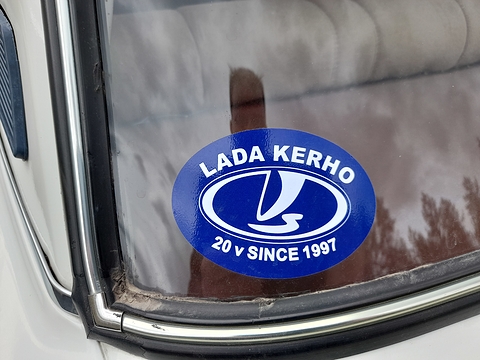 LADA KERHO
20 v SINCE 1997